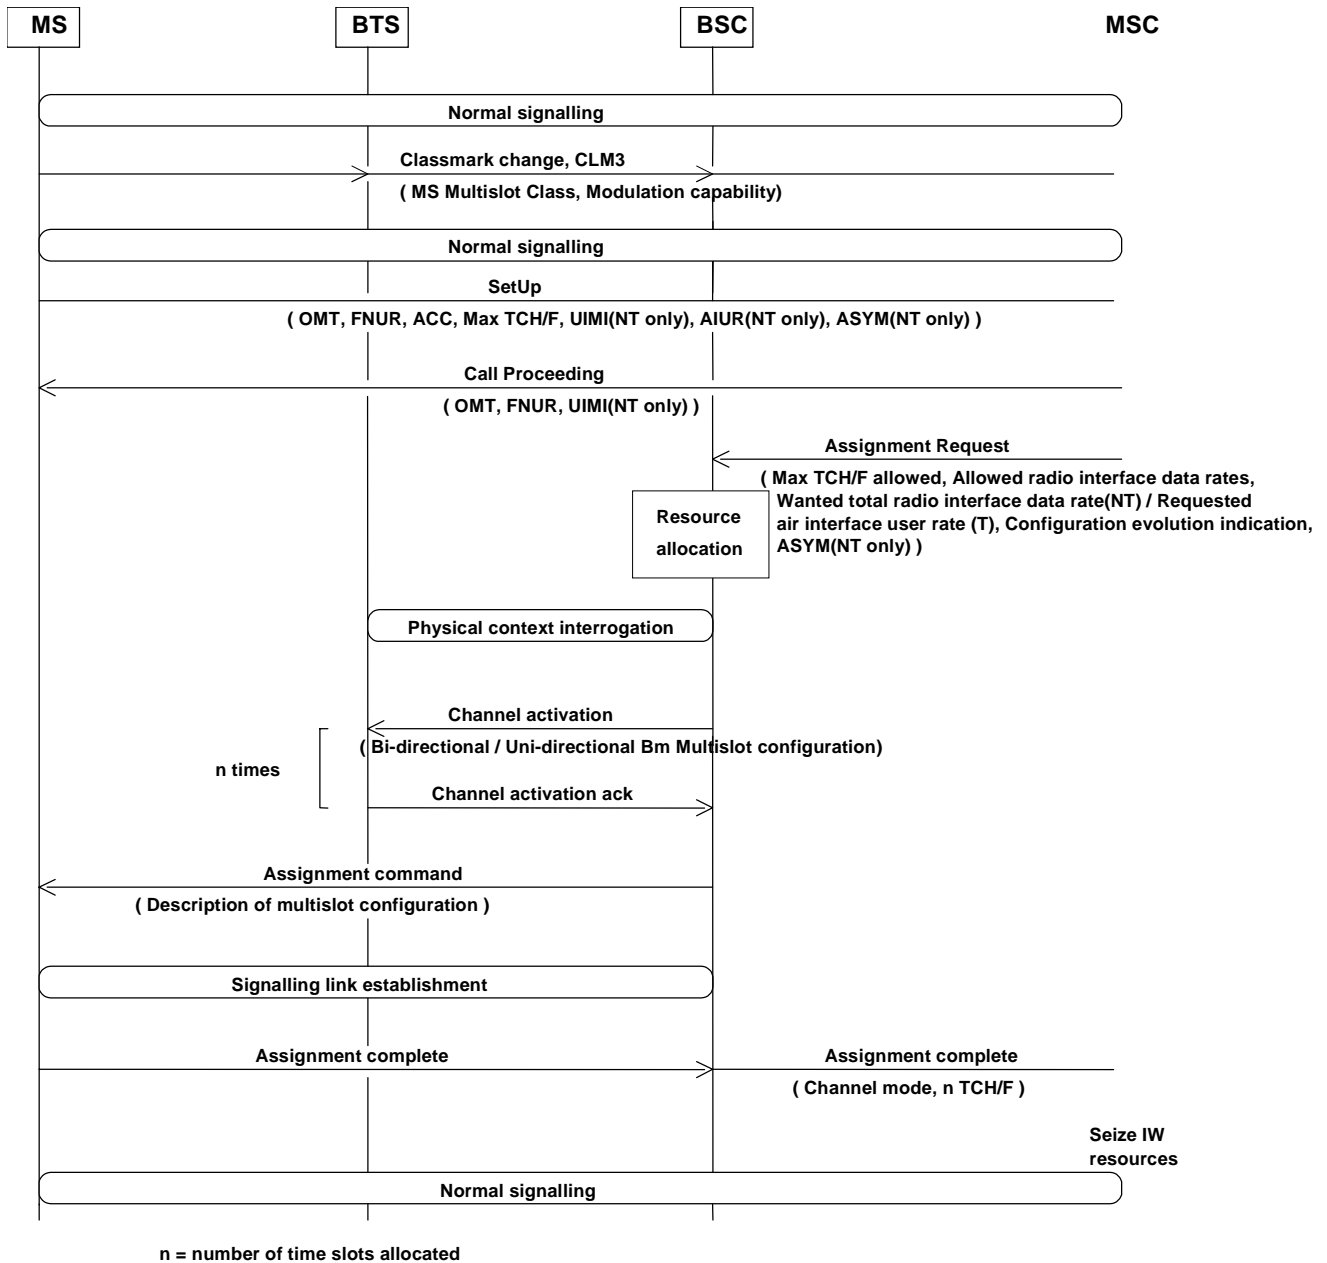 MS BTS BSC MSC
Normal signalling
Classmark change, CLM3
( MS Multislot Class, Modulation capability)
Normal signalling
SetUp
( OMT, FNUR, ACC, Max TCH/F, UIMI(NT only), AIUR(NT only), ASYM(NT only) )
Call Proceeding
( OMT, FNUR, UIMI(NT only) )
Assignment Request
( Max TCH/F allowed, Allowed radio interface data rates,
Wanted total radio interface data rate(NT) / Requested
air interface user rate (T), Configuration evolution indication,
ASYM(NT only) )
Resource
allocation
Physical context interrogation
Channel activation
( Bi-directional / Uni-directional Bm Multislot configuration)
n times
Channel activation ack
Assignment command
( Description of multislot configuration )
Signalling link establishment
Assignment complete
Assignment complete
( Channel mode, n TCH/F )
Seize IW
resources
Normal signalling
n = number of time slots allocated